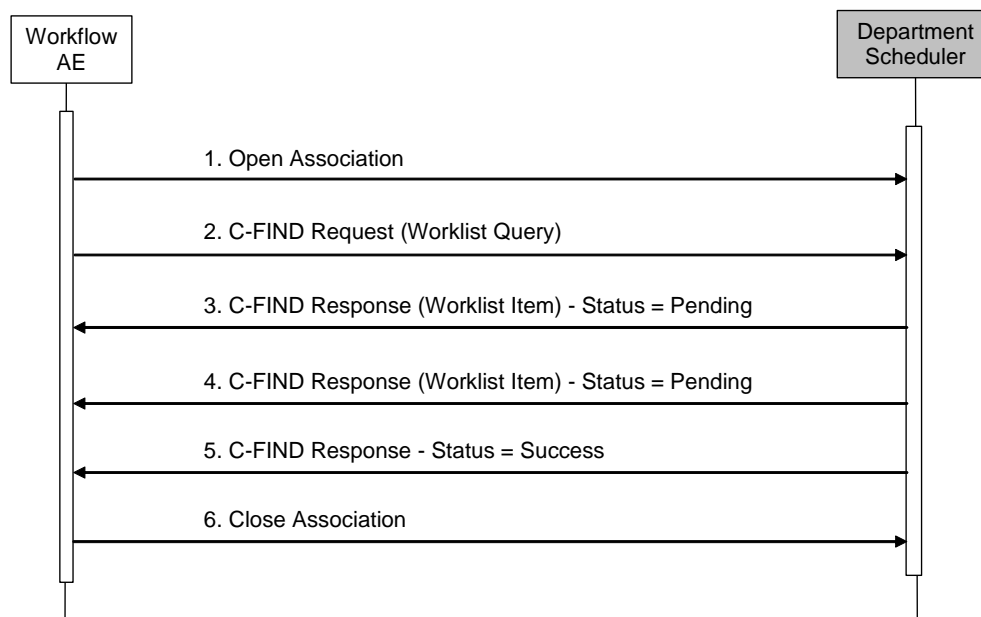 Workflow
AE
Department
Scheduler
1. Open Association
2. C-FIND Request (Worklist Query)
3. C-FIND Response (Worklist Item) - Status = Pending
4. C-FIND Response (Worklist Item) - Status = Pending
5. C-FIND Response - Status = Success
6. Close Association